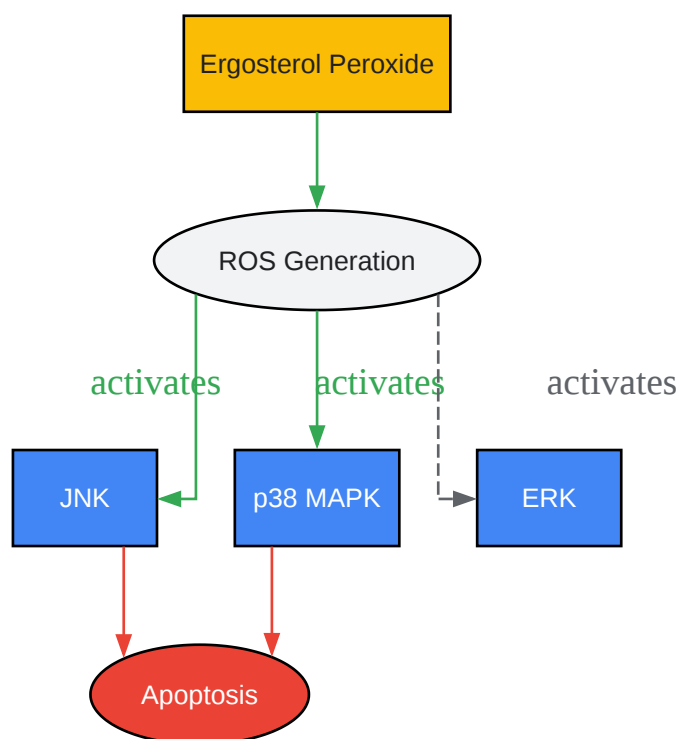 Ergosterol Peroxide
ROS Generation
activates
activates
activates
JNK
p38 MAPK
ERK
Apoptosis